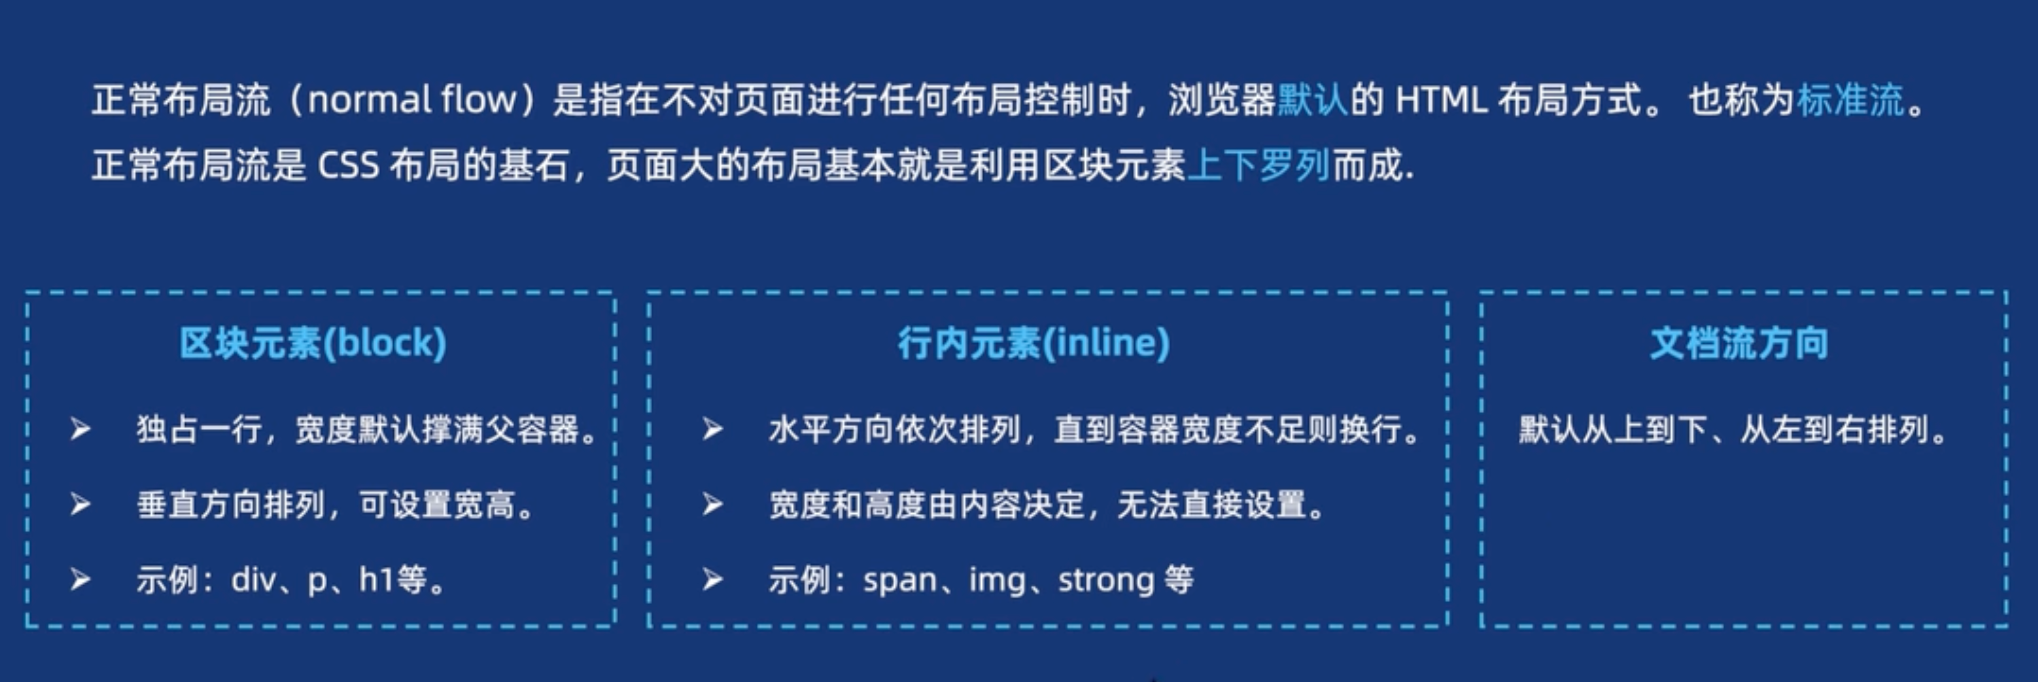 正常布局流（normal flow）是指在不对页面进行任何布局控制时，浏览器默认的 HTML 布局方式。 也称为标准流。
正常布局流是 CSS 布局的基石，页面大的布局基本就是利用区块元素上下罗列而成.
区块元素(block)
➢ 独占一行，宽度默认撑满父容器。
➢ 垂直方向排列，可设置宽高。
➢ 示例：div、p、h1等。
行内元素(inline)
➢ 水平方向依次排列，直到容器宽度不足则换行。
➢ 宽度和高度由内容决定，无法直接设置。
➢ 示例：span、img、strong 等
文档流方向
默认从上到下、从左到右排列。